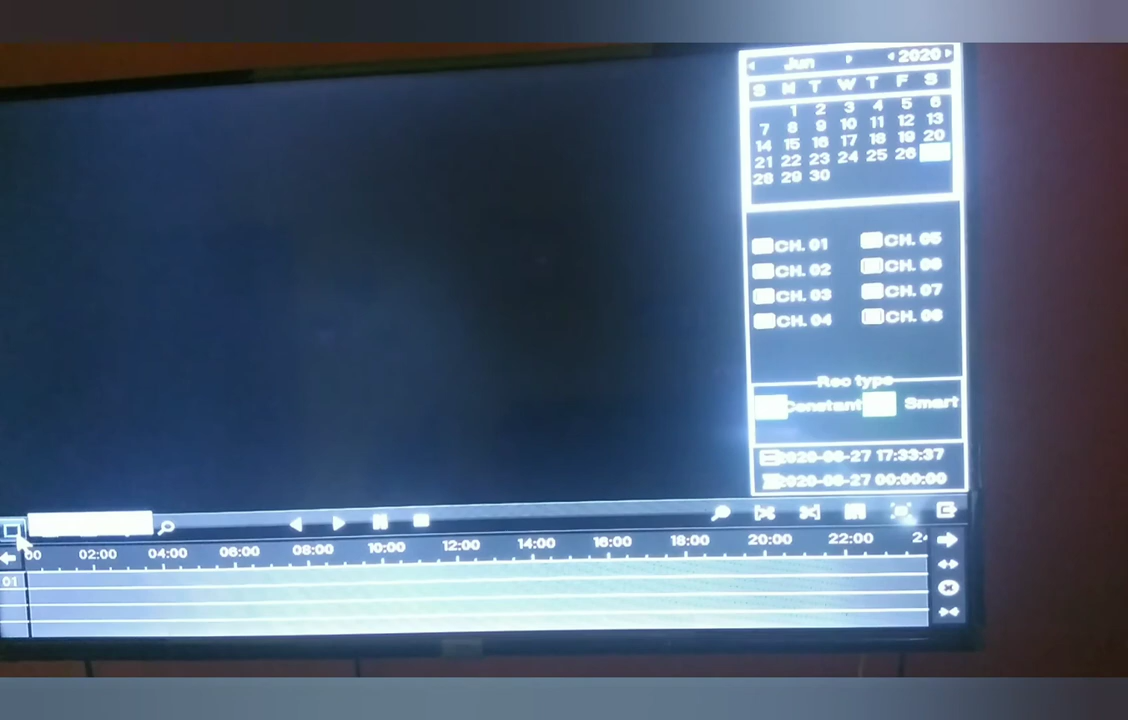 Jun 2020
S M T W T F S
1 2 3 4 5 6
7 8 9 10 11 12 13
14 15 16 17 18 19 20
21 22 23 24 25 26
28 29 30
CH. 01 CH. 05
CH. 02 CH. 06
CH. 03 CH. 07
CH. 04 CH. 08
Rec type
Constant Smart
2020-06-27 17:33:37
2020-06-27 00:00:00
00 02:00 04:00 06:00 08:00 10:00 12:00 14:00 16:00 18:00 20:00 22:00 2
01